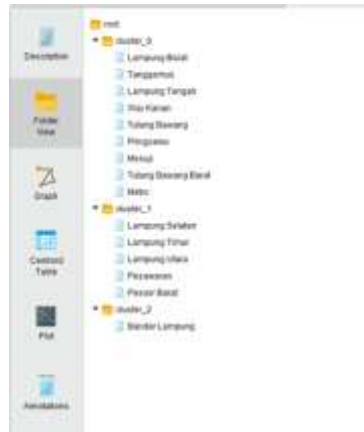 Description
Folder
View
Graph
Centroid
Table
Plot
Annotations
root
cluster_0
Lampung Barat
Tanggamus
Lampung Tengah
Way Kanan
Tulang Bawang
Pringsewu
Mesuji
Tulang Bawang Barat
Metro
cluster_1
Lampung Selatan
Lampung Timur
Lampung Utara
Pesawaran
Pesisir Barat
cluster_2
Bandar Lampung